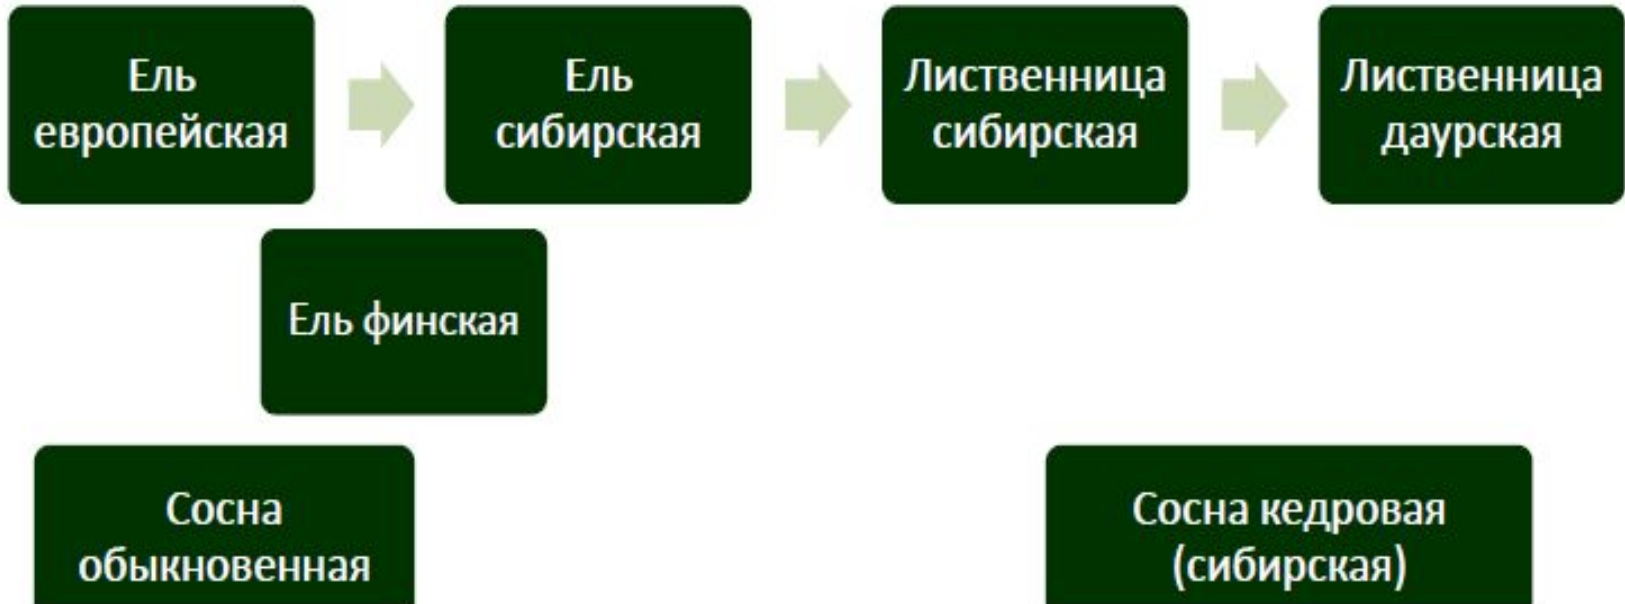 Ель
европейская
Ель
сибирская
Лиственница
сибирская
Лиственница
даурская
Ель финская
Сосна
обыкновенная
Сосна кедровая
(сибирская)